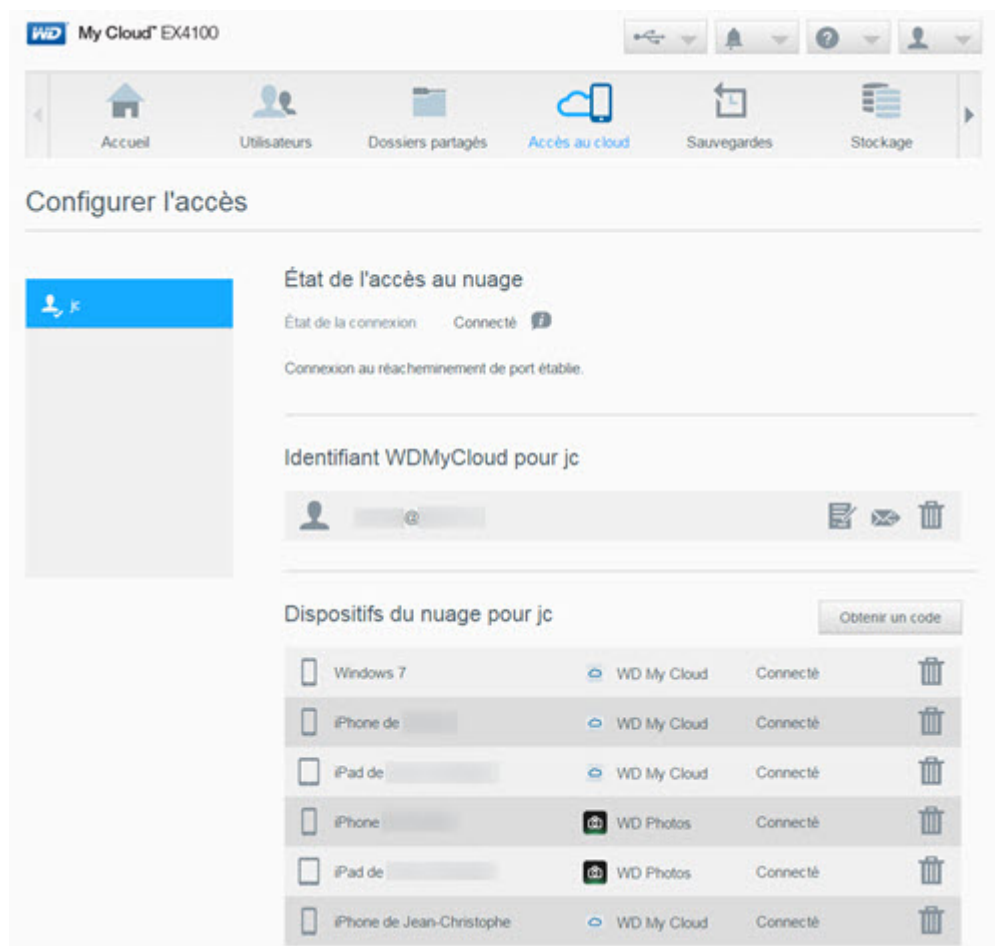 WD My Cloud™ EX4100
Accueil Utilisateurs Dossiers partagés Accès au cloud Sauvegardes Stockage
Configurer l'accès
jc
État de l'accès au nuage
État de la connexion Connecté
Connexion au réacheminement de port établie.
Identifiant WDMyCloud pour jc
@
Dispositifs du nuage pour jc Obtenir un code
Windows 7 WD My Cloud Connecté
iPhone de WD My Cloud Connecté
iPad de WD My Cloud Connecté
iPhone WD Photos Connecté
iPad de WD Photos Connecté
iPhone de Jean-Christophe WD My Cloud Connecté